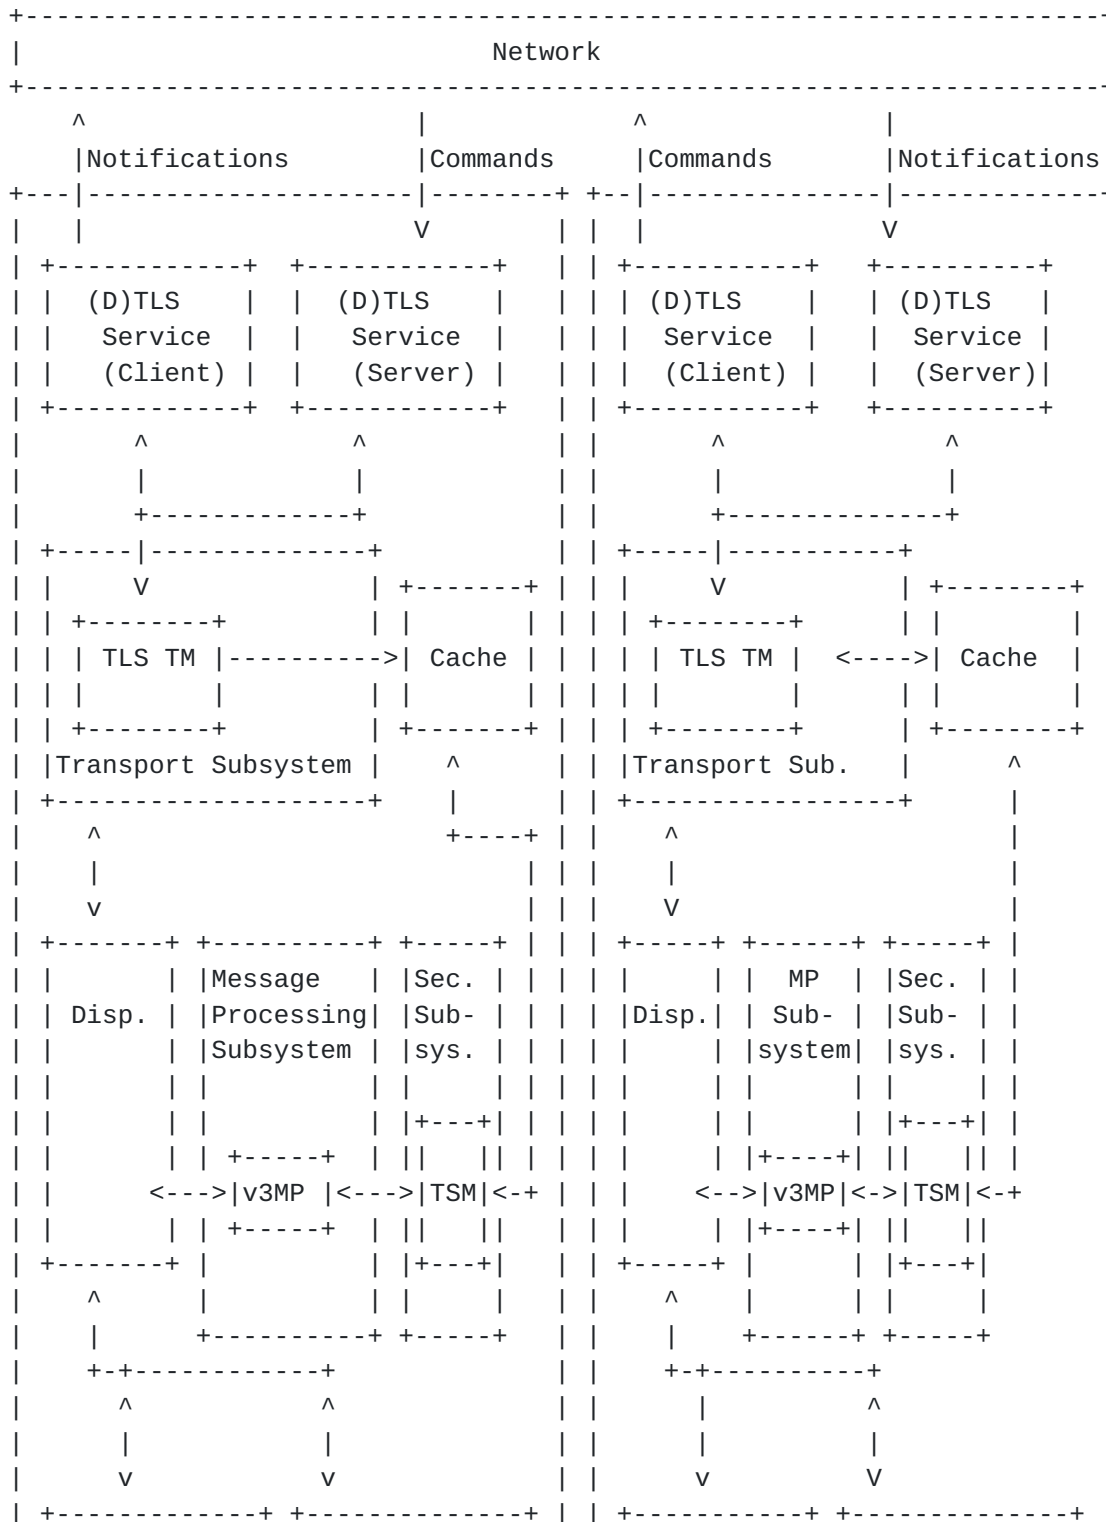 Network
|Notifications |Commands |Commands |Notifications
(D)TLS (D)TLS (D)TLS (D)TLS
Service Service Service Service
(Client) (Server) (Client) (Server)
TLS TM Cache TLS TM Cache
Transport Subsystem Transport Sub.
Message Sec. MP Sec.
Disp. Processing Sub- Disp. Sub- Sub-
Subsystem sys. system sys.
v3MP TSM v3MP TSM